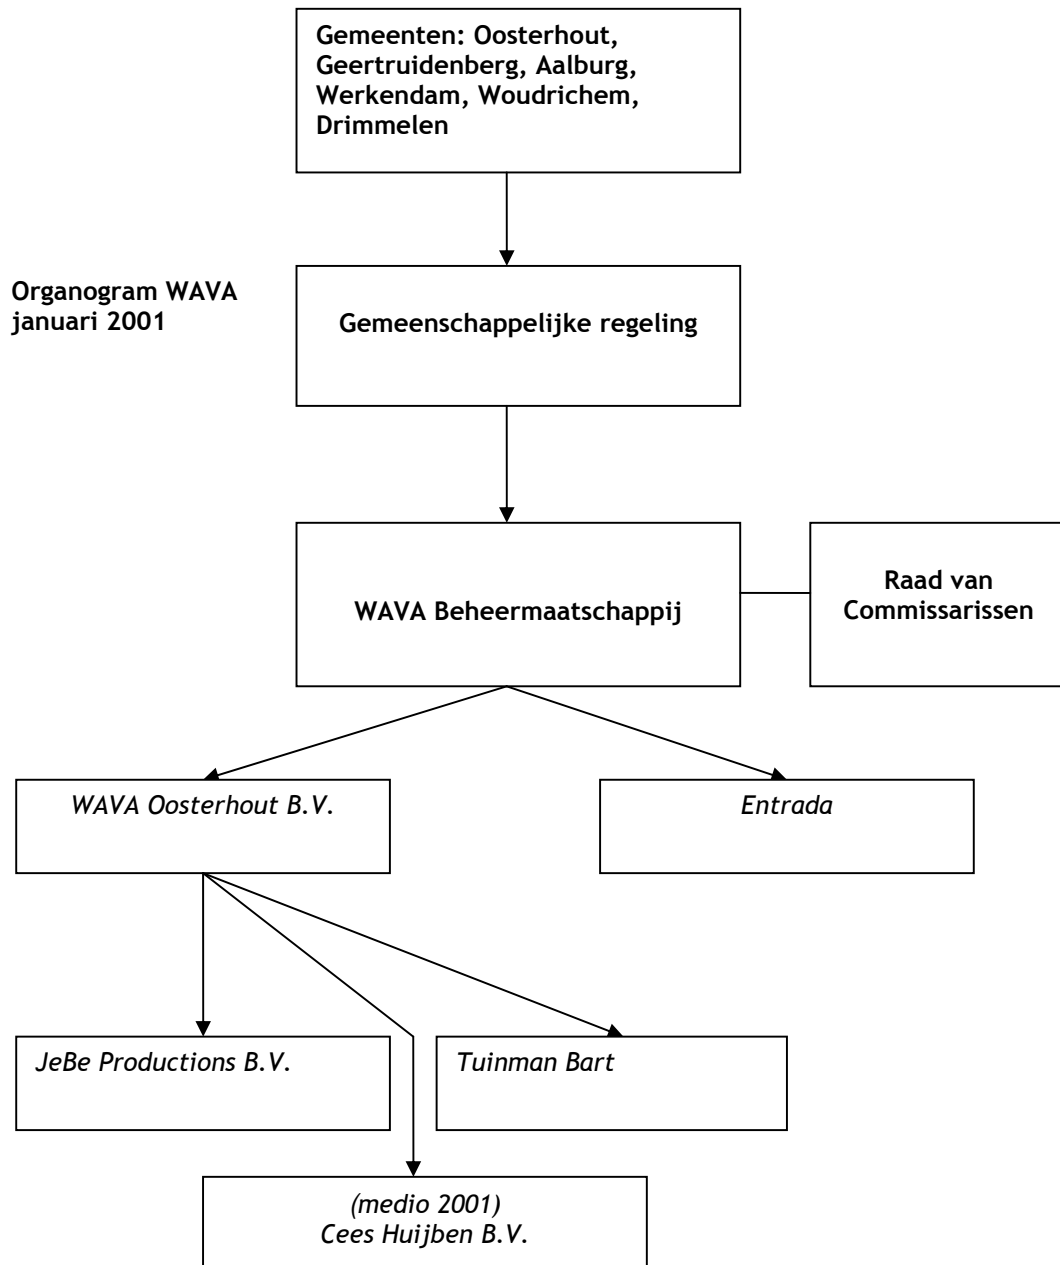 Gemeenten: Oosterhout,
Geertruidenberg, Aalburg,
Werkendam, Woudrichem,
Drimmelen
Organogram WAVA
januari 2001
Gemeenschappelijke regeling
WAVA Beheermaatschappij
Raad van
Commissarissen
WAVA Oosterhout B.V.
Entrada
JeBe Productions B.V.
Tuinman Bart
(medio 2001)
Cees Huijben B.V.